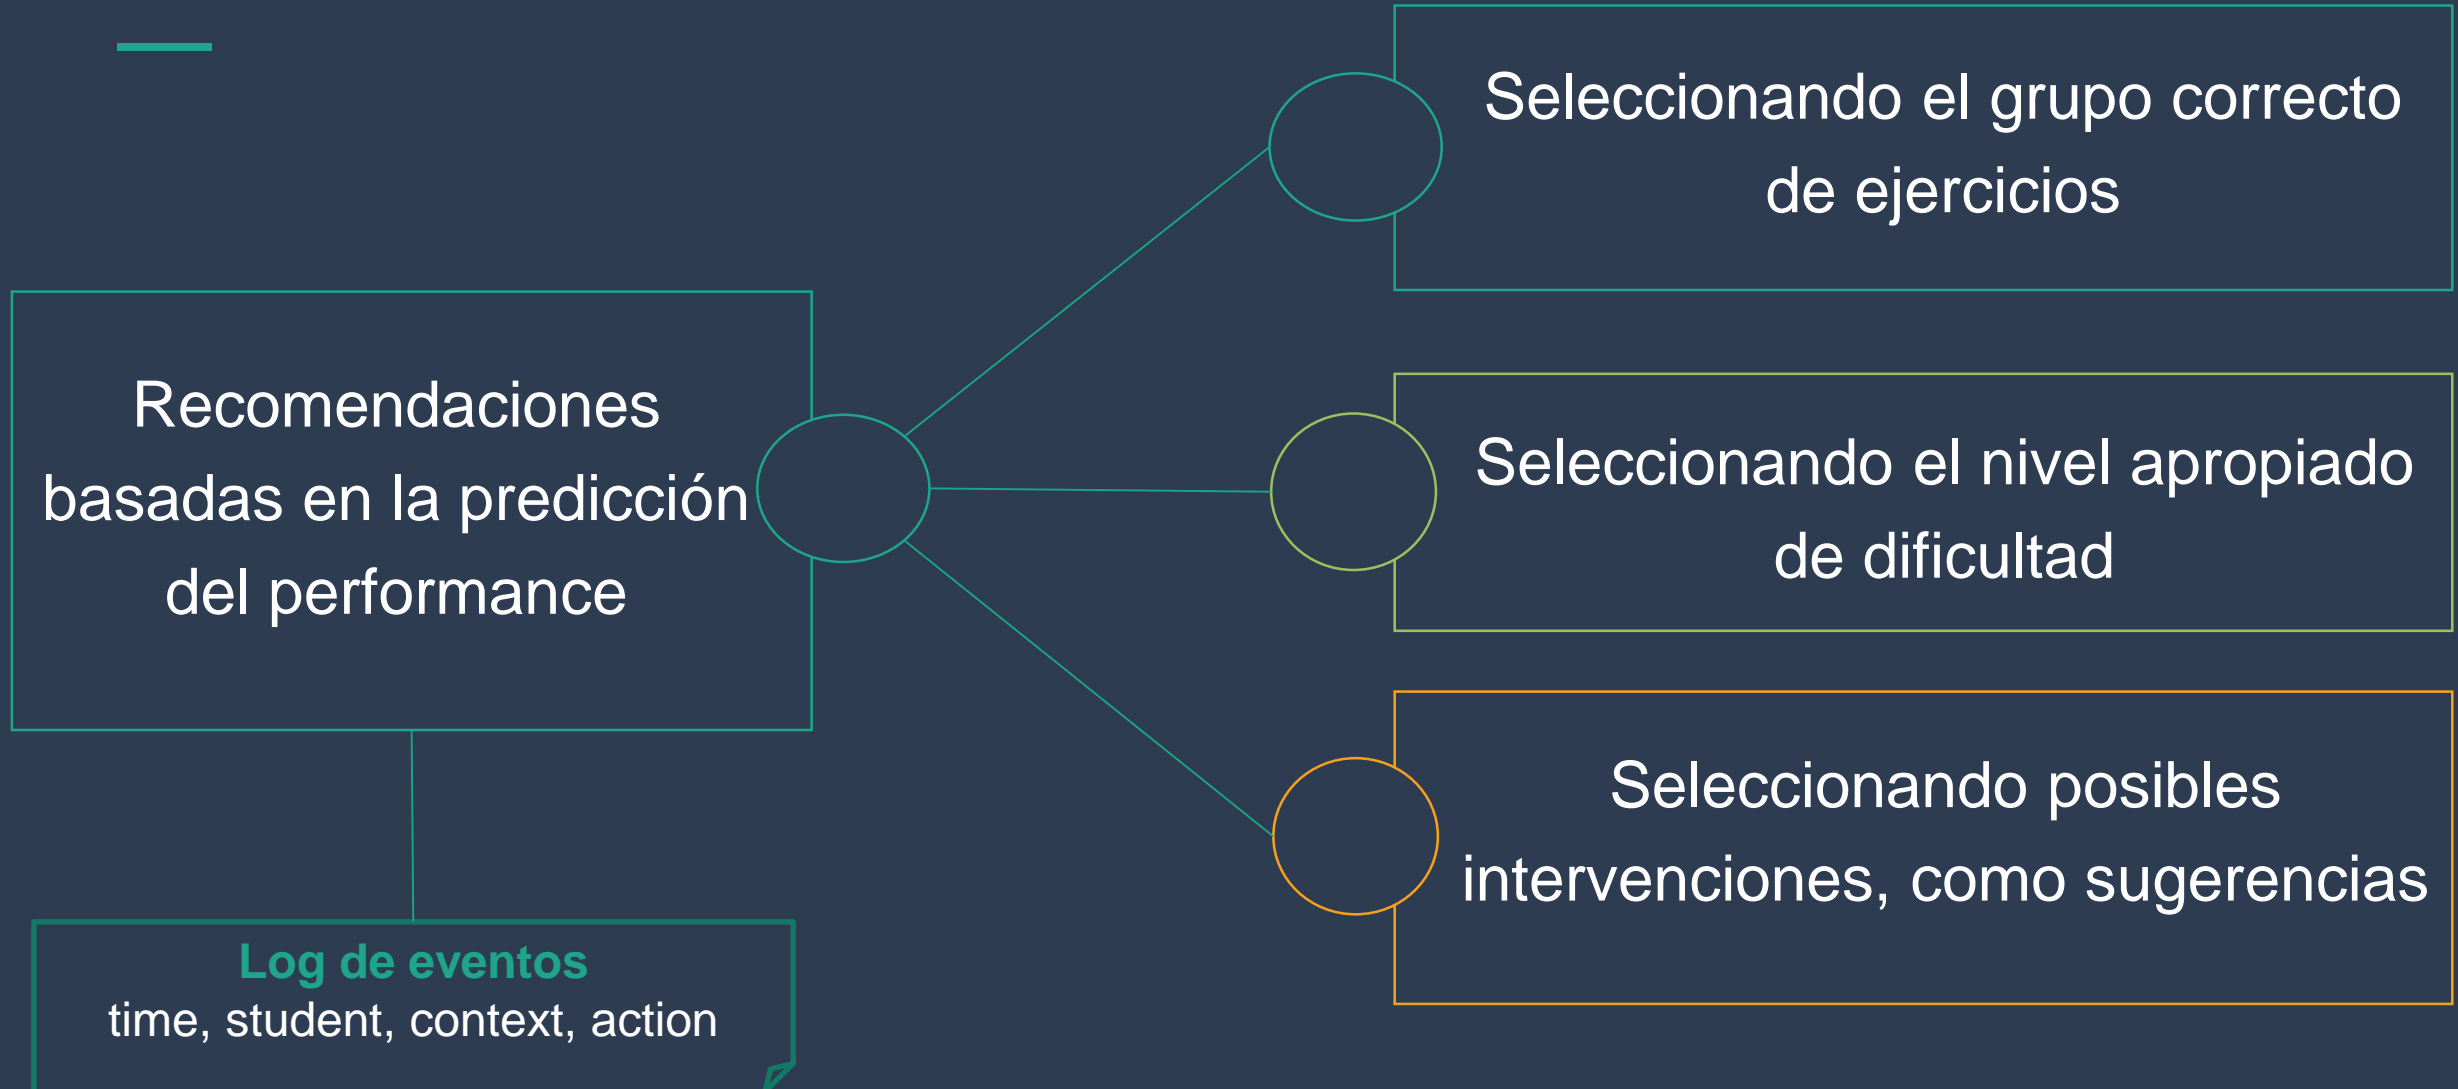 Recomendaciones
basadas en la predicción
del performance
Log de eventos
time, student, context, action
Seleccionando el grupo correcto
de ejercicios
Seleccionando el nivel apropiado
de dificultad
Seleccionando posibles
intervenciones, como sugerencias